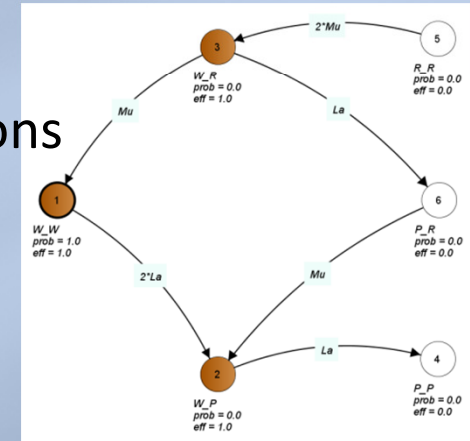 2*Mu
5
3
R_R
prob = 0.0
eff = 0.0
W_R
prob = 0.0
eff = 1.0
Mu
La
ons
1
6
W_W
prob = 1.0
eff = 1.0
P_R
prob = 0.0
eff = 0.0
2*La
Mu
La
2
4
W_P
prob = 0.0
eff = 1.0
P_P
prob = 0.0
eff = 0.0